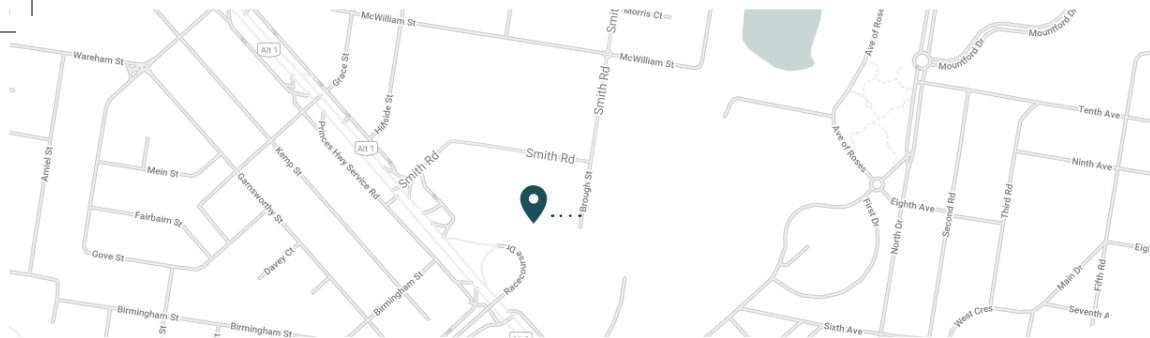 McWilliam St
Morris Ct
Smit
Ave of Rose
Mountford Dr
Mountford Dr
Alt 1
Wareham St
Grace St
McWilliam St
Smith Rd
Hillside St
Tenth Ave
Princes Hwy Service Rd
Alt 1
Ave of Roses
Amiel St
Kemp St
Smith Rd
Smith Rd
Ninth Ave
Mein St
Garnsworthy St
Brough St
Eighth Ave
First Dr
Second Rd
Third Rd
Fairbairn St
North Dr
Gove St
Davey Ct
Racecourse Dr
Eig
Main Dr
Fifth Rd
Birmingham St
Birmingham St
Birmingham St
St
West Cres
Seventh A
Sixth Ave